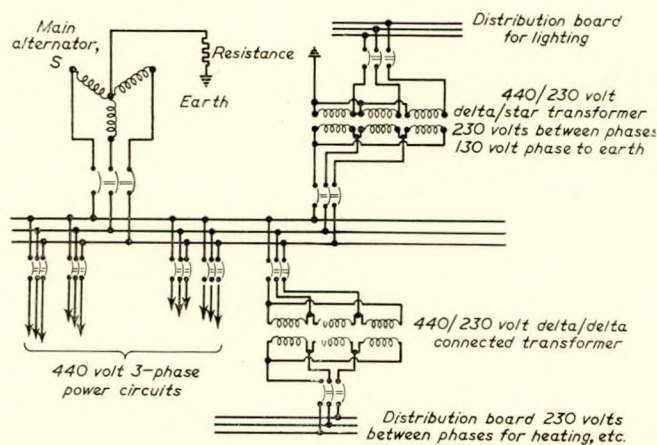 Main
alternator,
S
Resistance
Earth
Distribution board
for lighting
440/230 volt
delta/star transformer
230 volts between phases
130 volt phase to earth
440 volt 3-phase
power circuits
440/230 volt delta/delta
connected transformer
Distribution board 230 volts
between phases for heating, etc.